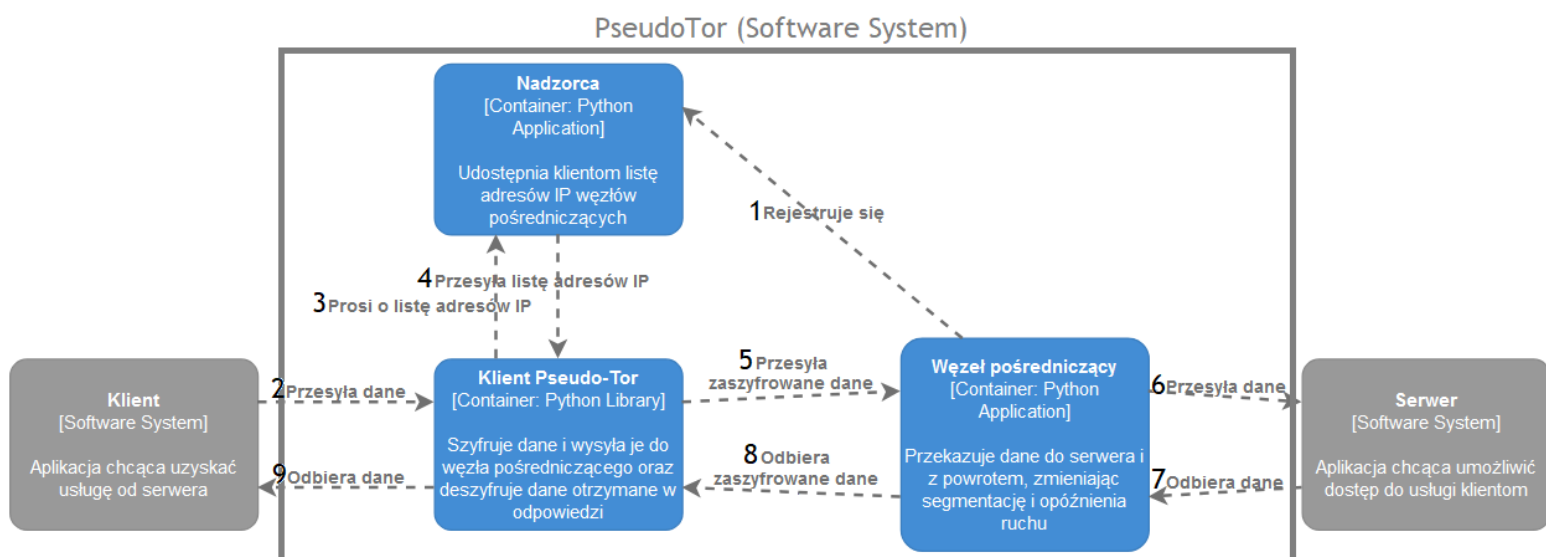 PseudoTor (Software System)
Nadzorca
[Container: Python
Application]
Udostępnia klientom listę
adresów IP węzłów
pośredniczących
1 Rejestruje się
4 Przesyła listę adresów IP
3 Prosi o listę adresów IP
Klient
[Software System]
Aplikacja chcąca uzyskać
usługę od serwera
2 Przesyła dane
9 Odbiera dane
Klient Pseudo-Tor
[Container: Python Library]
Szyfruje dane i wysyła je do
węzła pośredniczącego oraz
deszyfruje dane otrzymane w
odpowiedzi
5 Przesyła
zaszyfrowane dane
8 Odbiera
zaszyfrowane dane
Węzeł pośredniczący
[Container: Python
Application]
Przekazuje dane do serwera i
z powrotem, zmieniając
segmentację i opóźnienia
ruchu
6 Przesyła dane
7 Odbiera dane
Serwer
[Software System]
Aplikacja chcąca umożliwić
dostęp do usługi klientom